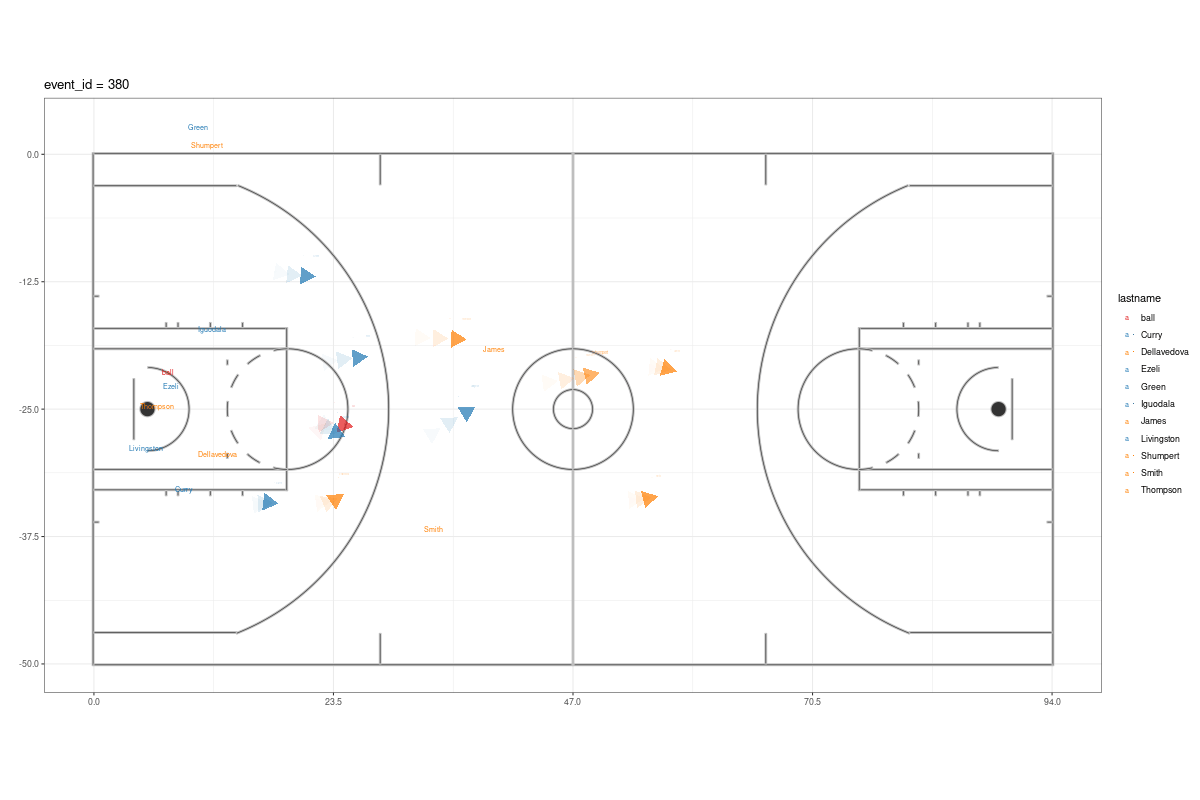 event_id = 380
Green
Shumpert
0.0
-12.5
Iguodala
James
ball
Ezeli
Thompson
-25.0
Livingston
Dellavedova
Curry
Smith
-37.5
-50.0
0.0
23.5
47.0
70.5
94.0
lastname
a ball
a Curry
a Dellavedova
a Ezeli
a Green
a Iguodala
a James
a Livingston
a Shumpert
a Smith
a Thompson